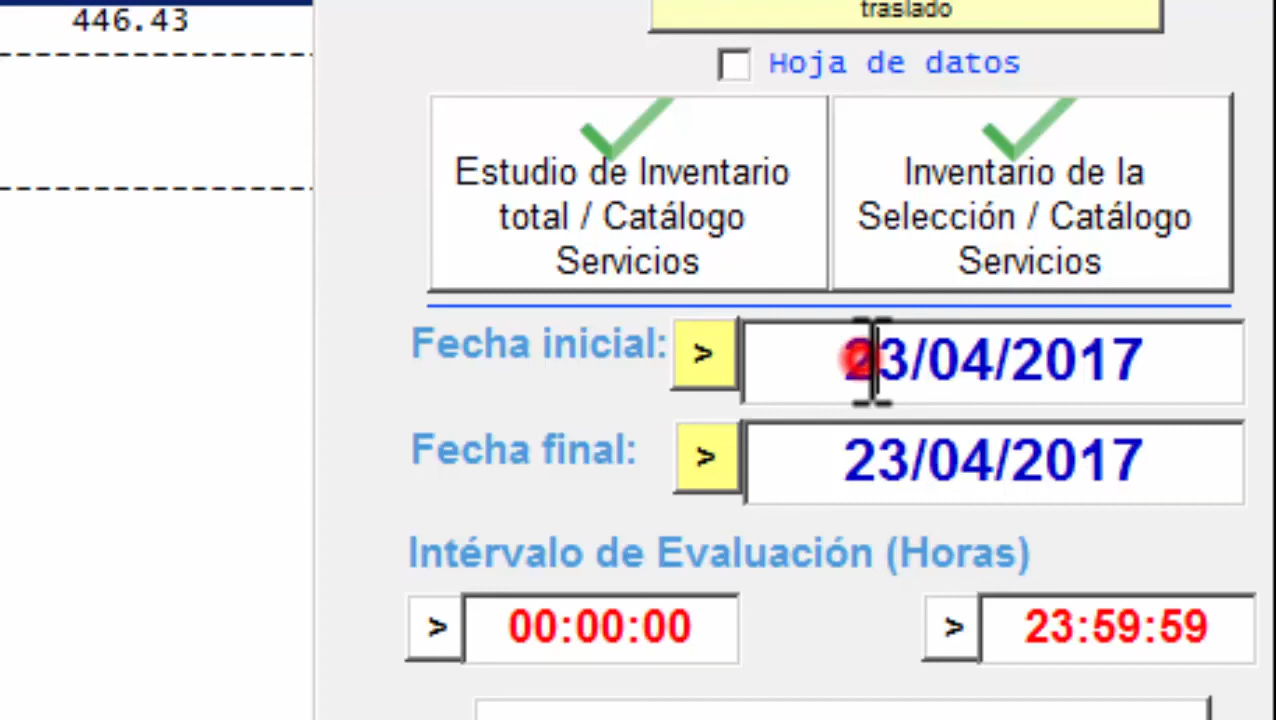 446.43
traslado
Hoja de datos
Estudio de Inventario
total / Catálogo
Servicios
Inventario de la
Selección / Catálogo
Servicios
Fecha inicial:
>
23/04/2017
Fecha final:
>
23/04/2017
Intérvalo de Evaluación (Horas)
>
00:00:00
>
23:59:59